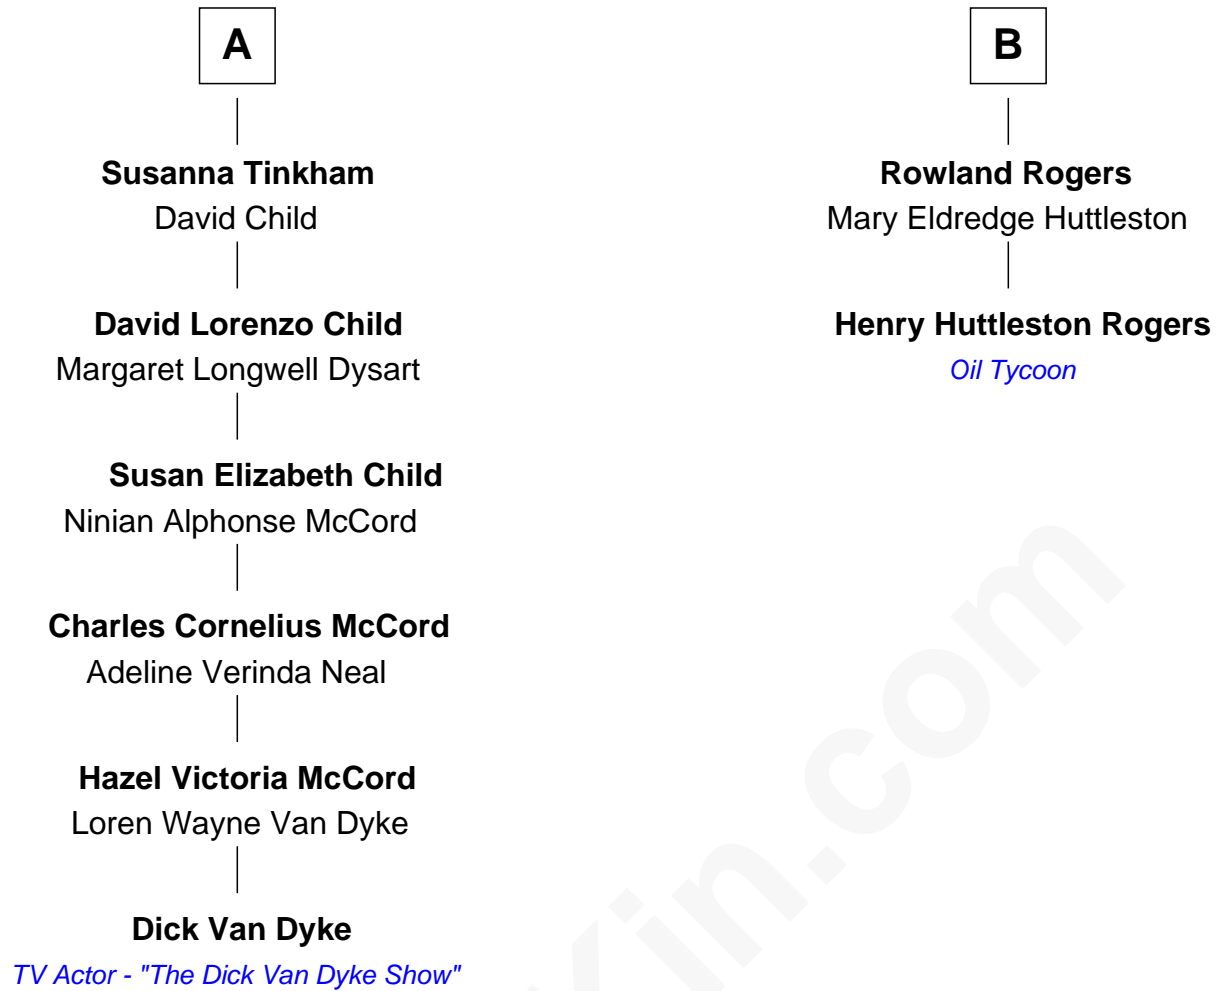 A
Susanna Tinkham
David Child
David Lorenzo Child
Margaret Longwell Dysart
Susan Elizabeth Child
Ninian Alphonse McCord
Charles Cornelius McCord
Adeline Verinda Neal
Hazel Victoria McCord
Loren Wayne Van Dyke
Dick Van Dyke
TV Actor - "The Dick Van Dyke Show"
B
Rowland Rogers
Mary Eldredge Huttleston
Henry Huttleston Rogers
Oil Tycoon
kin.com